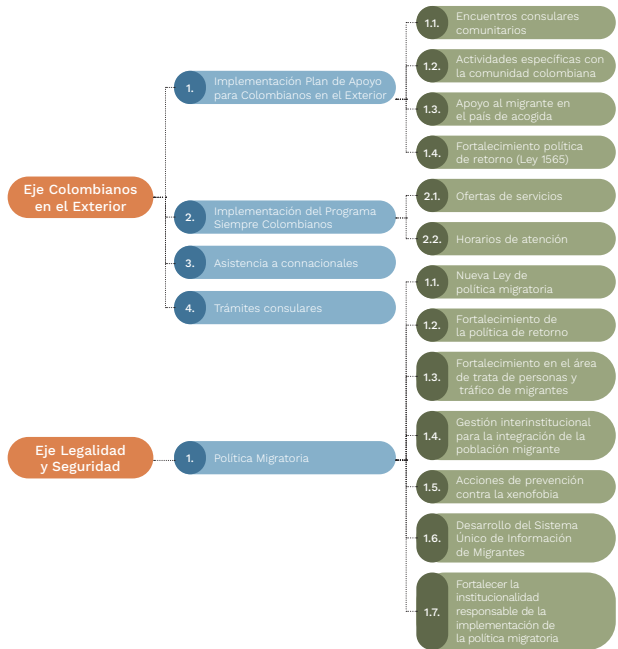 Eje Colombianos
en el Exterior
1.
Implementación Plan de Apoyo
para Colombianos en el Exterior
1.1.
Encuentros consulares
comunitarios
1.2.
Actividades específicas con
la comunidad colombiana
1.3.
Apoyo al migrante en
el país de acogida
1.4.
Fortalecimiento política
de retorno (Ley 1565)
2.
Implementación del Programa
Siempre Colombianos
2.1.
Ofertas de servicios
2.2.
Horarios de atención
3.
Asistencia a connacionales
4.
Trámites consulares
Eje Legalidad
y Seguridad
1.
Política Migratoria
1.1.
Nueva Ley de
política migratoria
1.2.
Fortalecimiento de
la política de retorno
1.3.
Fortalecimiento en el área
de trata de personas y
tráfico de migrantes
1.4.
Gestión interinstitucional
para la integración de la
población migrante
1.5.
Acciones de prevención
contra la xenofobia
1.6.
Desarrollo del Sistema
Único de Información
de Migrantes
1.7.
Fortalecer la
institucionalidad
responsable de la
implementación de
la política migratoria